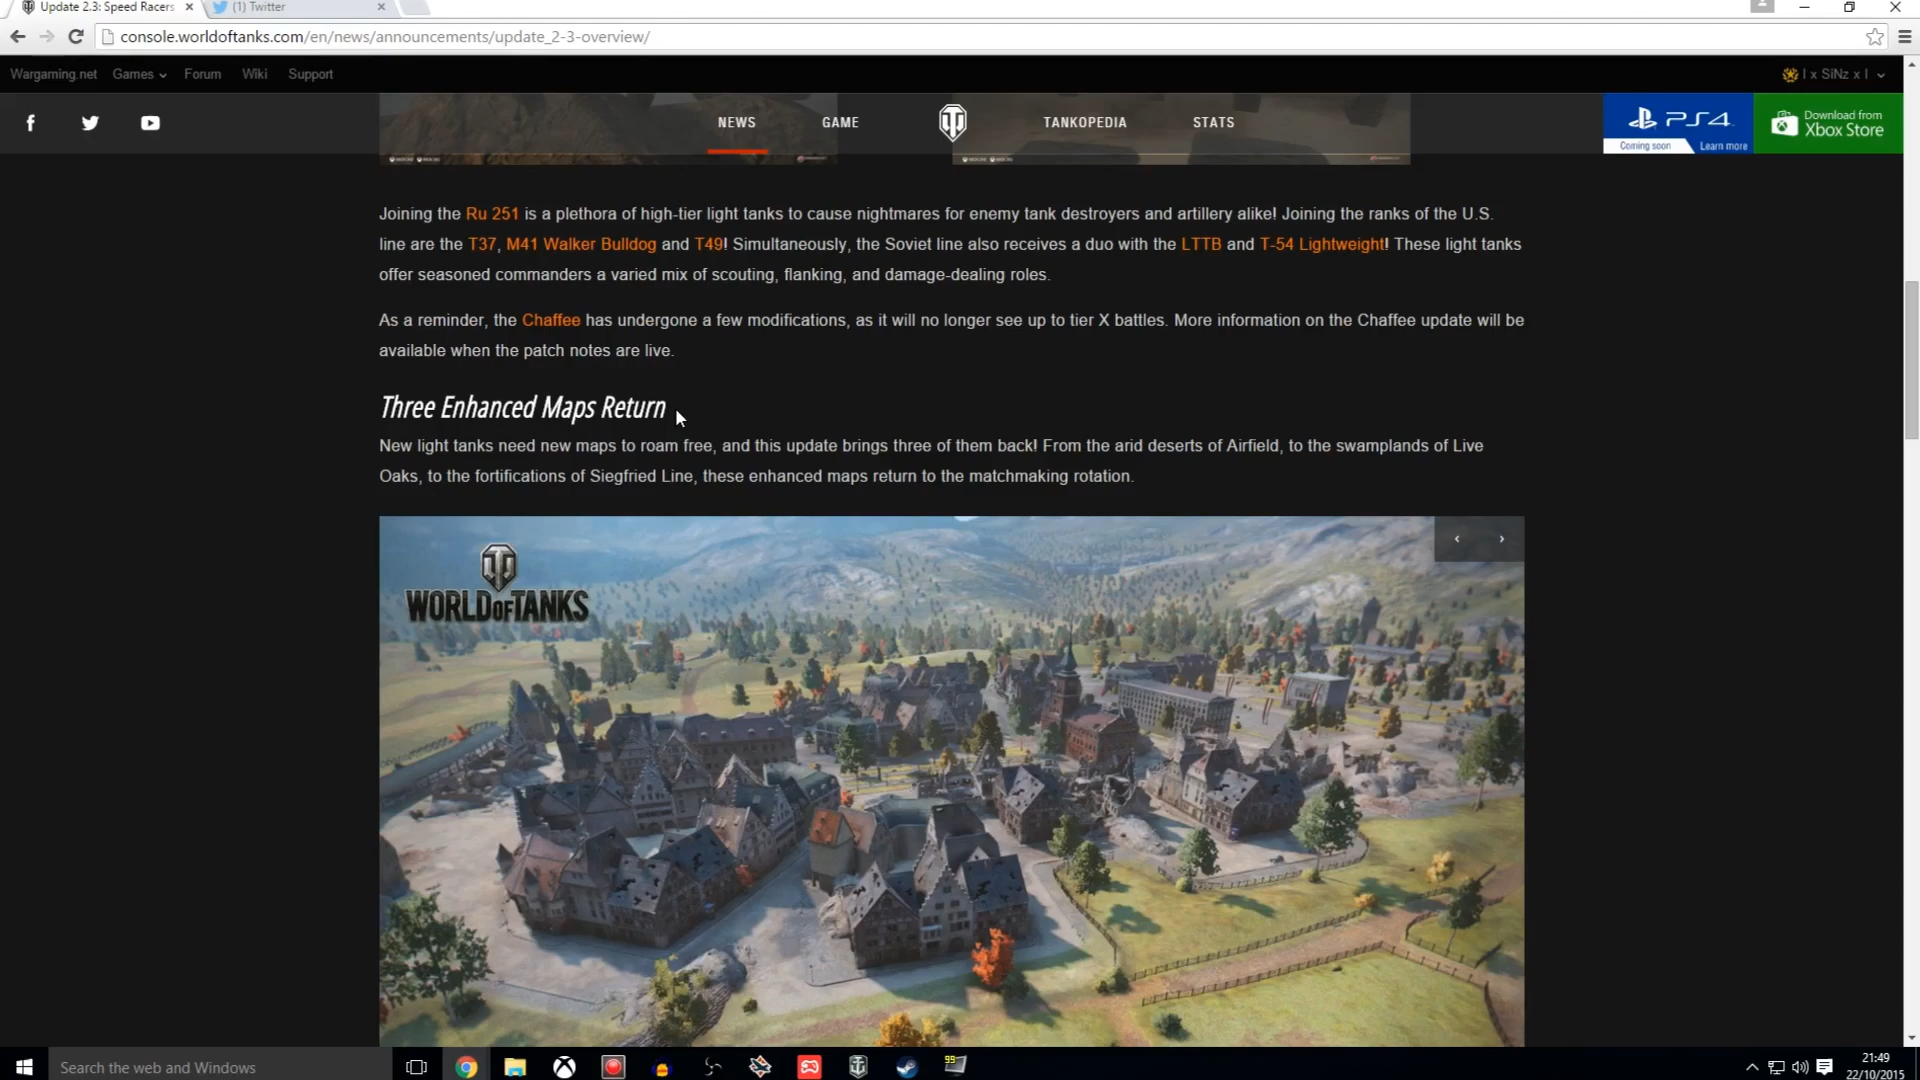 Update 2.3: Speed Racers
(1) Twitter
console.worldoftanks.com/en/news/announcements/update_2-3-overview/
Wargaming.net Games Forum Wiki Support
I x SiNz x I
NEWS GAME TANKOPEDIA STATS
PS4
Coming soon Learn more
Download from
Xbox Store
Joining the Ru 251 is a plethora of high-tier light tanks to cause nightmares for enemy tank destroyers and artillery alike! Joining the ranks of the U.S.
line are the T37, M41 Walker Bulldog and T49! Simultaneously, the Soviet line also receives a duo with the LTTB and T-54 Lightweight! These light tanks
offer seasoned commanders a varied mix of scouting, flanking, and damage-dealing roles.
As a reminder, the Chaffee has undergone a few modifications, as it will no longer see up to tier X battles. More information on the Chaffee update will be
available when the patch notes are live.
Three Enhanced Maps Return
New light tanks need new maps to roam free, and this update brings three of them back! From the arid deserts of Airfield, to the swamplands of Live
Oaks, to the fortifications of Siegfried Line, these enhanced maps return to the matchmaking rotation.
WORLD OF TANKS
Search the web and Windows
99
21:49
22/10/2015